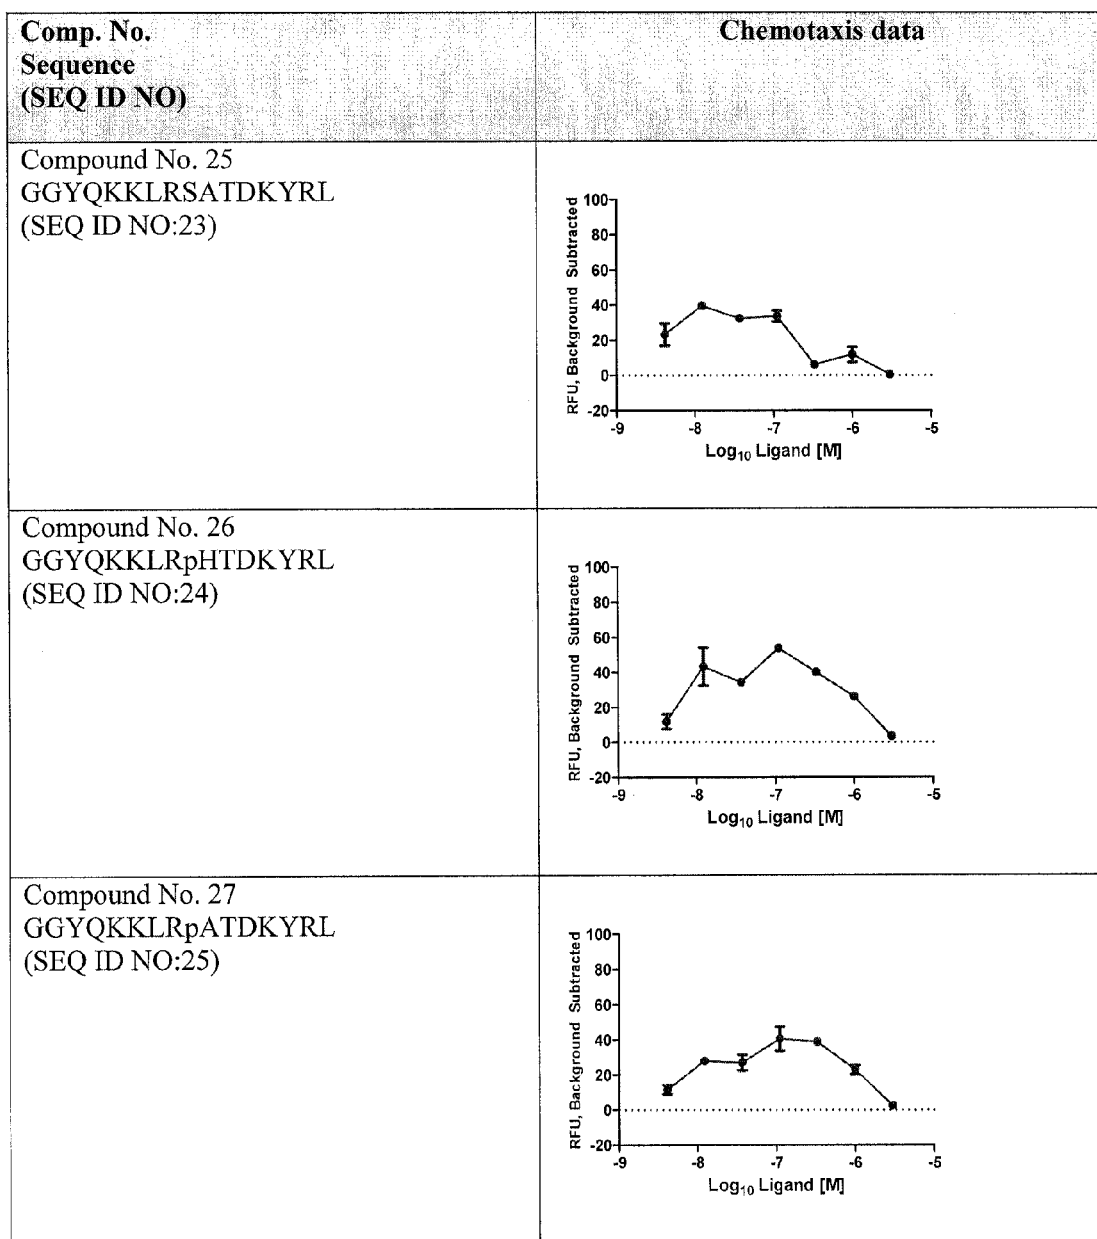 Comp. No.
Sequence
(SEQ ID NO)
Chemotaxis data
Compound No. 25
GGYQKKLRSATDKYRL
(SEQ ID NO:23)
RFU, Background Subtracted
100
80
60
40
20
0
-20
-9
-8
-7
-6
-5
Log₁₀ Ligand [M]
Compound No. 26
GGYQKKLRpHTDKYRL
(SEQ ID NO:24)
RFU, Background Subtracted
100
80
60
40
20
0
-20
-9
-8
-7
-6
-5
Log₁₀ Ligand [M]
Compound No. 27
GGYQKKLRpATDKYRL
(SEQ ID NO:25)
RFU, Background Subtracted
100
80
60
40
20
0
-20
-9
-8
-7
-6
-5
Log₁₀ Ligand [M]